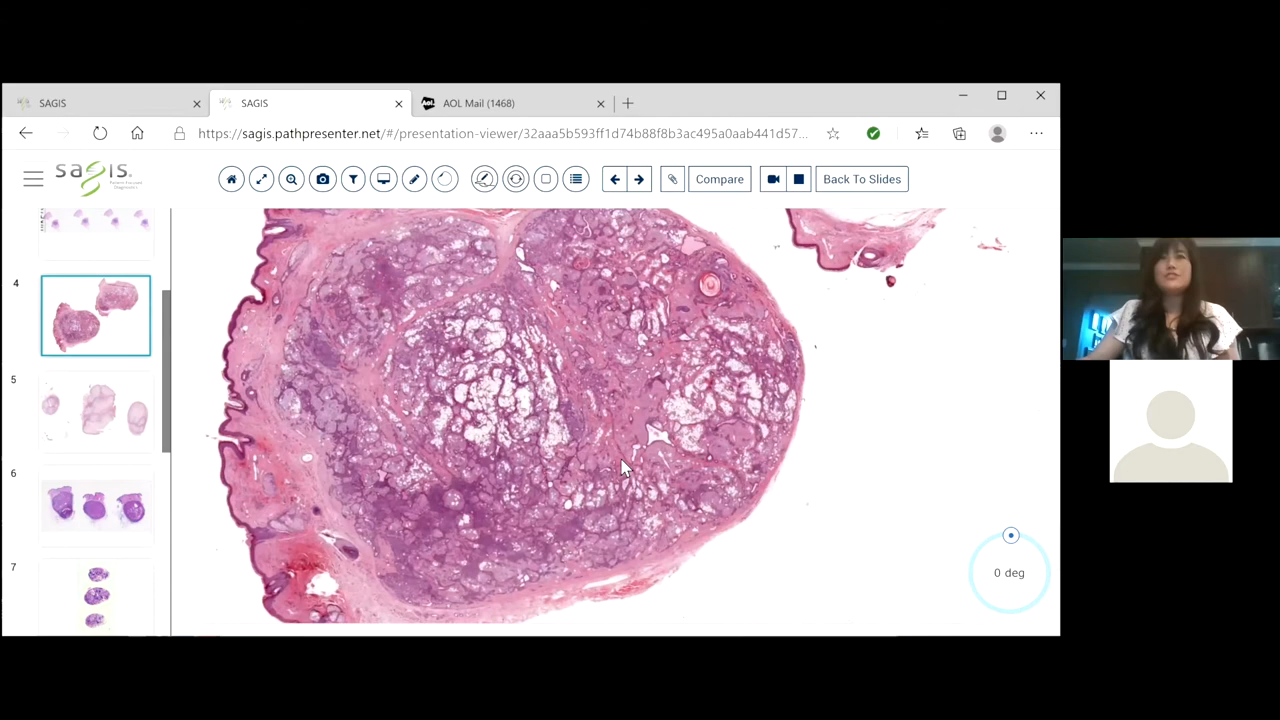 SAGIS
SAGIS
AOL Mail (1468)
https://sagis.pathpresenter.net/#/presentation-viewer/32aaa5b593ff1d74b88f8b3ac495a0aab441d57...
sagis
Compare
Back To Slides
4
5
6
7
0 deg